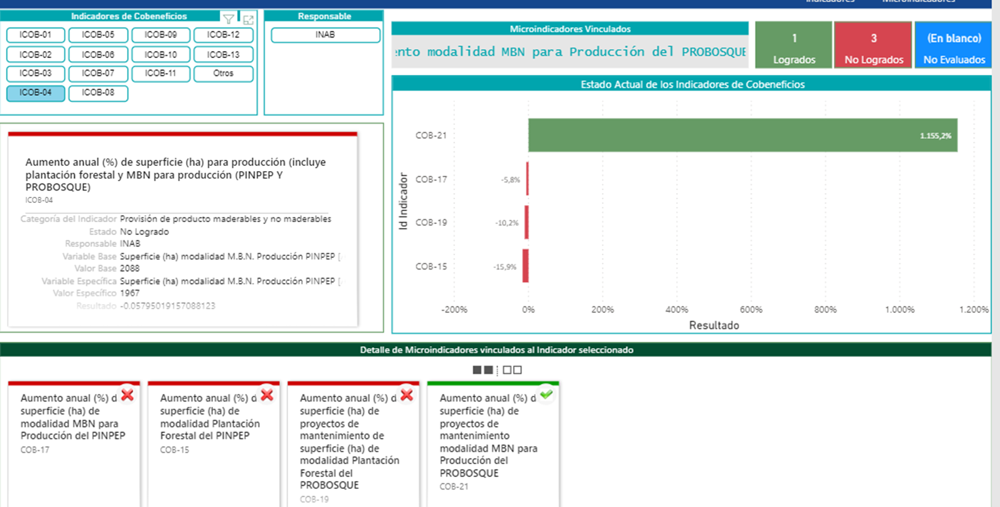 Indicadores
Microindicadores
Indicadores de Cobeneficios
ICOB-01
ICOB-05
ICOB-09
ICOB-12
ICOB-02
ICOB-06
ICOB-10
ICOB-13
ICOB-03
ICOB-07
ICOB-11
Otros
ICOB-04
ICOB-08
Responsable
INAB
Microindicadores Vinculados
nto modalidad MBN para Producción del PROBOSQUE
1
Logrados
3
No Logrados
(En blanco)
No Evaluados
Aumento anual (%) de superficie (ha) para producción (incluye
plantación forestal y MBN para producción (PINPEP Y
PROBOSQUE)
ICOB-04
Categoría del Indicador Provisión de producto maderables y no maderables
Estado No Logrado
Responsable INAB
Variable Base Superficie (ha) modalidad M.B.N. Producción PINPEP [
Valor Base 2088
Variable Específica Superficie (ha) modalidad M.B.N. Producción PINPEP [
Valor Específico 1967
Resultado -0.05795019157088123
Estado Actual de los Indicadores de Cobeneficios
Id Indicador
COB-21
1.155,2%
COB-17
-5,8%
COB-19
-10,2%
COB-15
-15,9%
-200%
0%
200%
400%
600%
800%
1.000%
1.200%
Resultado
Detalle de Microindicadores vinculados al Indicador seleccionado
Aumento anual (%) d
superficie (ha) de
modalidad MBN para
Producción del PINPEP
COB-17
Aumento anual (%) d
superficie (ha) de
modalidad Plantación
Forestal del PINPEP
COB-15
Aumento anual (%) d
superficie (ha) de
proyectos de
mantenimiento de
superficie (ha) de
modalidad Plantación
Forestal del
PROBOSQUE
COB-19
Aumento anual (%) d
superficie (ha) de
proyectos de
mantenimiento
modalidad MBN para
Producción del
PROBOSQUE
COB-21